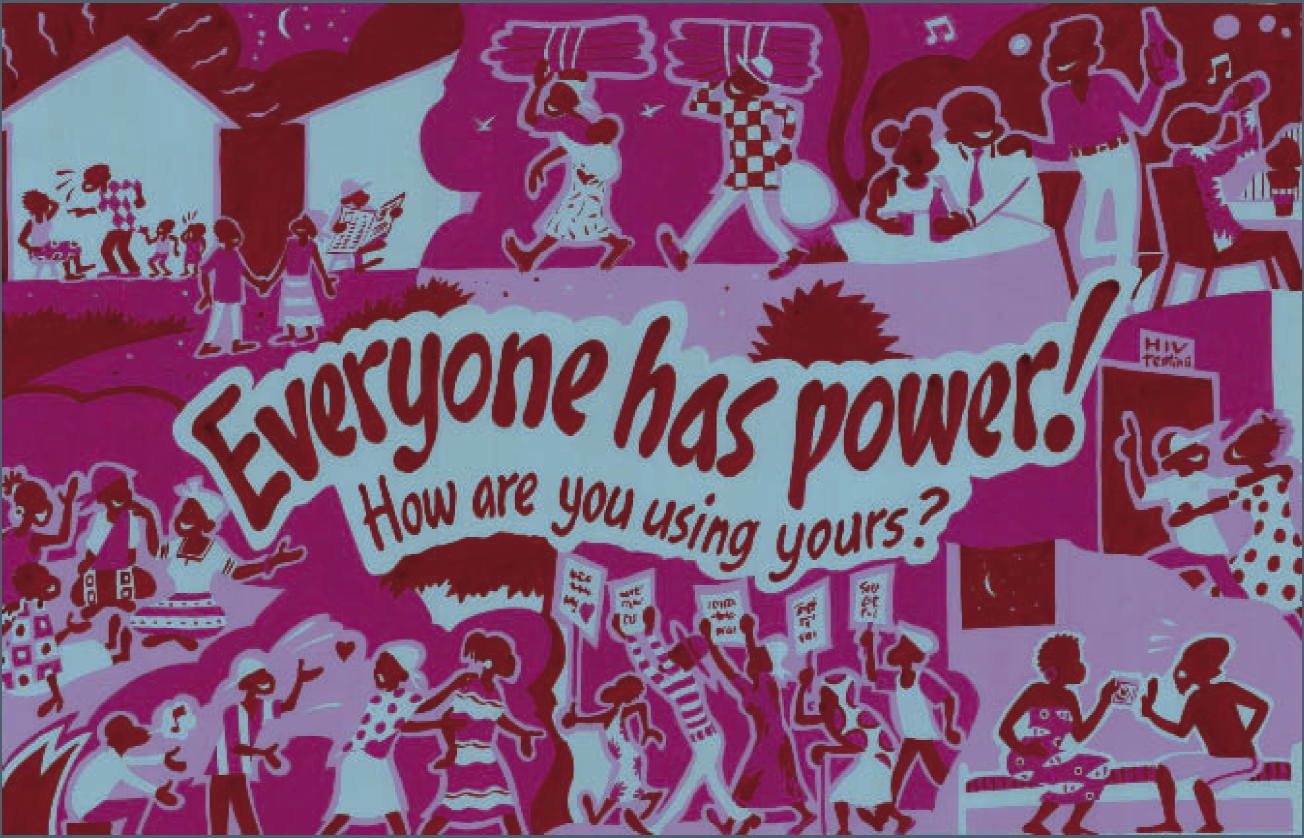 Everyone has power!
How are you using yours?
HIV
Testing